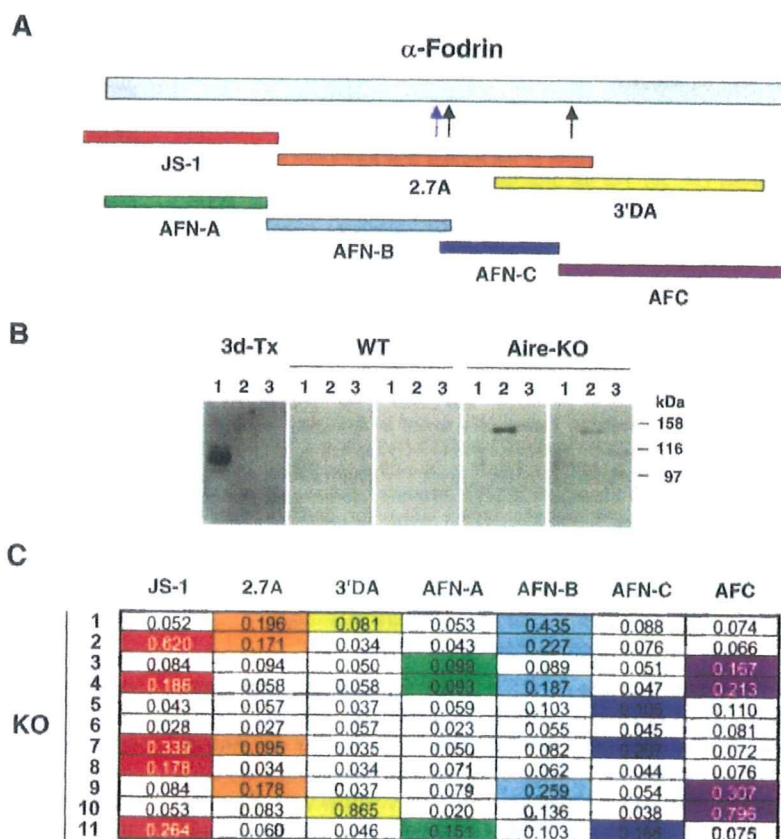 A
α-Fodrin
JS-1
2.7A
3'DA
AFN-A
AFN-B
AFN-C
AFC
B
3d-Tx WT Aire-KO
1 2 3 1 2 3 1 2 3 1 2 3 1 2 3
kDa
158
116
97
C
JS-1 2.7A 3'DA AFN-A AFN-B AFN-C AFC
KO
1 0.052 0.196 0.081 0.053 0.435 0.088 0.074
2 0.620 0.171 0.034 0.043 0.227 0.076 0.066
3 0.084 0.094 0.050 0.099 0.089 0.051 0.167
4 0.186 0.058 0.058 0.093 0.187 0.047 0.213
5 0.043 0.057 0.037 0.059 0.103 0.110
6 0.028 0.027 0.057 0.023 0.055 0.045 0.081
7 0.339 0.095 0.035 0.050 0.082 0.072
8 0.178 0.034 0.034 0.071 0.062 0.044 0.076
9 0.084 0.178 0.037 0.079 0.259 0.054 0.307
10 0.053 0.083 0.865 0.020 0.136 0.038 0.796
11 0.264 0.060 0.046 0.151 0.103 0.075